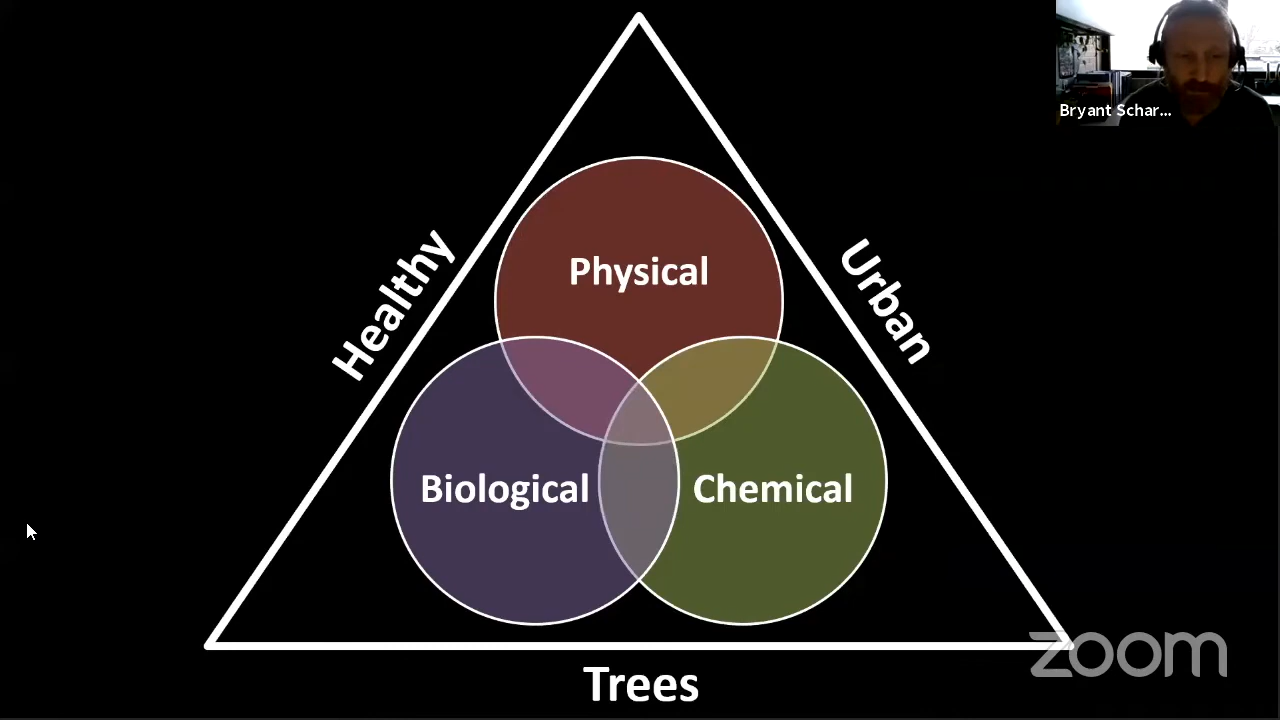 Bryant Schar...
Physical
Healthy
Urban
Biological
Chemical
Trees
zoom